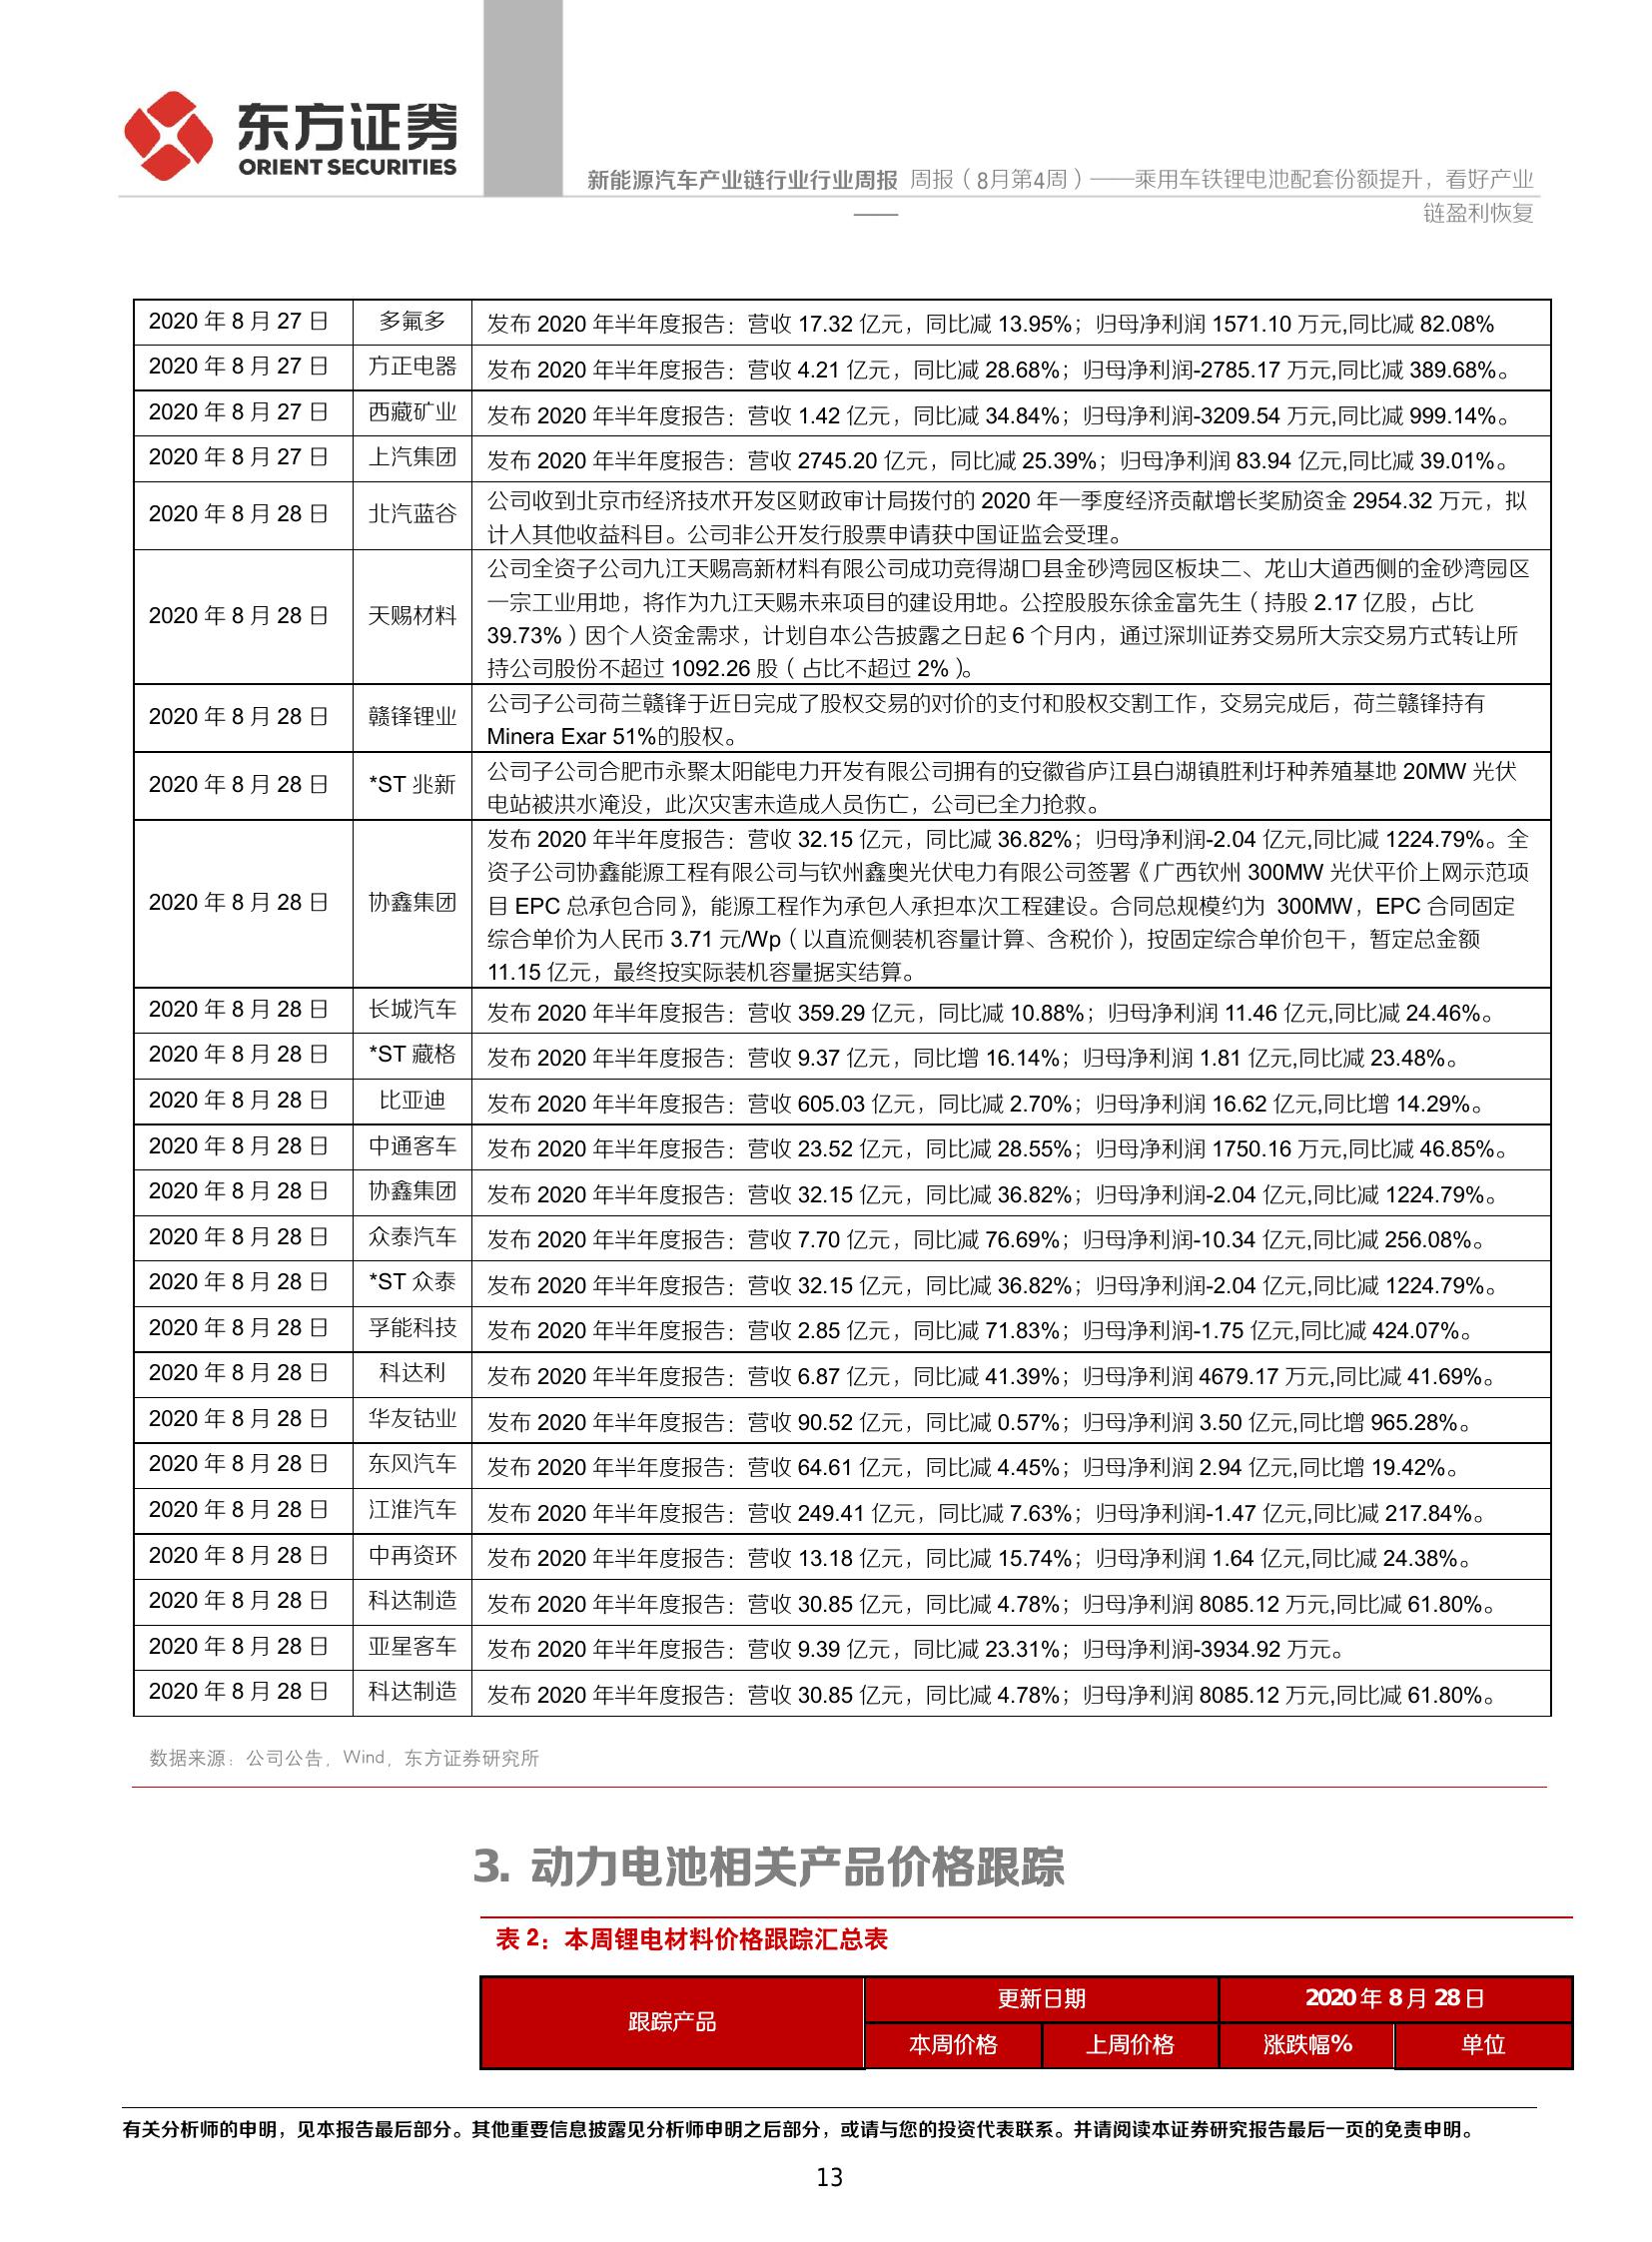 东方证券
ORIENT SECURITIES
新能源汽车产业链行业行业周报 周报（8月第4周）——乘用车铁锂电池配套份额提升，看好产业
链盈利恢复
2020 年 8 月 27 日 多氟多 发布 2020 年半年度报告：营收 17.32 亿元，同比减 13.95%；归母净利润 1571.10 万元,同比减 82.08%
2020 年 8 月 27 日 方正电器 发布 2020 年半年度报告：营收 4.21 亿元，同比减 28.68%；归母净利润-2785.17 万元,同比减 389.68%。
2020 年 8 月 27 日 西藏矿业 发布 2020 年半年度报告：营收 1.42 亿元，同比减 34.84%；归母净利润-3209.54 万元,同比减 999.14%。
2020 年 8 月 27 日 上汽集团 发布 2020 年半年度报告：营收 2745.20 亿元，同比减 25.39%；归母净利润 83.94 亿元,同比减 39.01%。
2020 年 8 月 28 日 北汽蓝谷 公司收到北京市经济技术开发区财政审计局拨付的 2020 年一季度经济贡献增长奖励资金 2954.32 万元，拟
计入其他收益科目。公司非公开发行股票申请获中国证监会受理。
2020 年 8 月 28 日 天赐材料 公司全资子公司九江天赐高新材料有限公司成功竞得湖口县金砂湾园区板块二、龙山大道西侧的金砂湾园区
一宗工业用地，将作为九江天赐未来项目的建设用地。公控股股东徐金富先生（持股 2.17 亿股，占比
39.73%）因个人资金需求，计划自本公告披露之日起 6 个月内，通过深圳证券交易所大宗交易方式转让所
持公司股份不超过 1092.26 股（占比不超过 2%）。
2020 年 8 月 28 日 赣锋锂业 公司子公司荷兰赣锋于近日完成了股权交易的对价的支付和股权交割工作，交易完成后，荷兰赣锋持有
Minera Exar 51%的股权。
2020 年 8 月 28 日 *ST 兆新 公司子公司合肥市永聚太阳能电力开发有限公司拥有的安徽省庐江县白湖镇胜利圩种养殖基地 20MW 光伏
电站被洪水淹没，此次灾害未造成人员伤亡，公司已全力抢救。
2020 年 8 月 28 日 协鑫集团 发布 2020 年半年度报告：营收 32.15 亿元，同比减 36.82%；归母净利润-2.04 亿元,同比减 1224.79%。全
资子公司协鑫能源工程有限公司与钦州鑫奥光伏电力有限公司签署《广西钦州 300MW 光伏平价上网示范项
目 EPC 总承包合同》，能源工程作为承包人承担本次工程建设。合同总规模约为 300MW，EPC 合同固定
综合单价为人民币 3.71 元/Wp（以直流侧装机容量计算、含税价），按固定综合单价包干，暂定总金额
11.15 亿元，最终按实际装机容量据实结算。
2020 年 8 月 28 日 长城汽车 发布 2020 年半年度报告：营收 359.29 亿元，同比减 10.88%；归母净利润 11.46 亿元,同比减 24.46%。
2020 年 8 月 28 日 *ST 藏格 发布 2020 年半年度报告：营收 9.37 亿元，同比增 16.14%；归母净利润 1.81 亿元,同比减 23.48%。
2020 年 8 月 28 日 比亚迪 发布 2020 年半年度报告：营收 605.03 亿元，同比减 2.70%；归母净利润 16.62 亿元,同比增 14.29%。
2020 年 8 月 28 日 中通客车 发布 2020 年半年度报告：营收 23.52 亿元，同比减 28.55%；归母净利润 1750.16 万元,同比减 46.85%。
2020 年 8 月 28 日 协鑫集团 发布 2020 年半年度报告：营收 32.15 亿元，同比减 36.82%；归母净利润-2.04 亿元,同比减 1224.79%。
2020 年 8 月 28 日 众泰汽车 发布 2020 年半年度报告：营收 7.70 亿元，同比减 76.69%；归母净利润-10.34 亿元,同比减 256.08%。
2020 年 8 月 28 日 *ST 众泰 发布 2020 年半年度报告：营收 32.15 亿元，同比减 36.82%；归母净利润-2.04 亿元,同比减 1224.79%。
2020 年 8 月 28 日 孚能科技 发布 2020 年半年度报告：营收 2.85 亿元，同比减 71.83%；归母净利润-1.75 亿元,同比减 424.07%。
2020 年 8 月 28 日 科达利 发布 2020 年半年度报告：营收 6.87 亿元，同比减 41.39%；归母净利润 4679.17 万元,同比减 41.69%。
2020 年 8 月 28 日 华友钴业 发布 2020 年半年度报告：营收 90.52 亿元，同比减 0.57%；归母净利润 3.50 亿元,同比增 965.28%。
2020 年 8 月 28 日 东风汽车 发布 2020 年半年度报告：营收 64.61 亿元，同比减 4.45%；归母净利润 2.94 亿元,同比增 19.42%。
2020 年 8 月 28 日 江淮汽车 发布 2020 年半年度报告：营收 249.41 亿元，同比减 7.63%；归母净利润-1.47 亿元,同比减 217.84%。
2020 年 8 月 28 日 中再资环 发布 2020 年半年度报告：营收 13.18 亿元，同比减 15.74%；归母净利润 1.64 亿元,同比减 24.38%。
2020 年 8 月 28 日 科达制造 发布 2020 年半年度报告：营收 30.85 亿元，同比减 4.78%；归母净利润 8085.12 万元,同比减 61.80%。
2020 年 8 月 28 日 亚星客车 发布 2020 年半年度报告：营收 9.39 亿元，同比减 23.31%；归母净利润-3934.92 万元。
2020 年 8 月 28 日 科达制造 发布 2020 年半年度报告：营收 30.85 亿元，同比减 4.78%；归母净利润 8085.12 万元,同比减 61.80%。
数据来源：公司公告，Wind，东方证券研究所
3. 动力电池相关产品价格跟踪
表 2：本周锂电材料价格跟踪汇总表
跟踪产品 更新日期 2020 年 8 月 28 日
本周价格 上周价格 涨跌幅% 单位
有关分析师的申明，见本报告最后部分。其他重要信息披露见分析师申明之后部分，或请与您的投资代表联系。并请阅读本证券研究报告最后一页的免责申明。
13